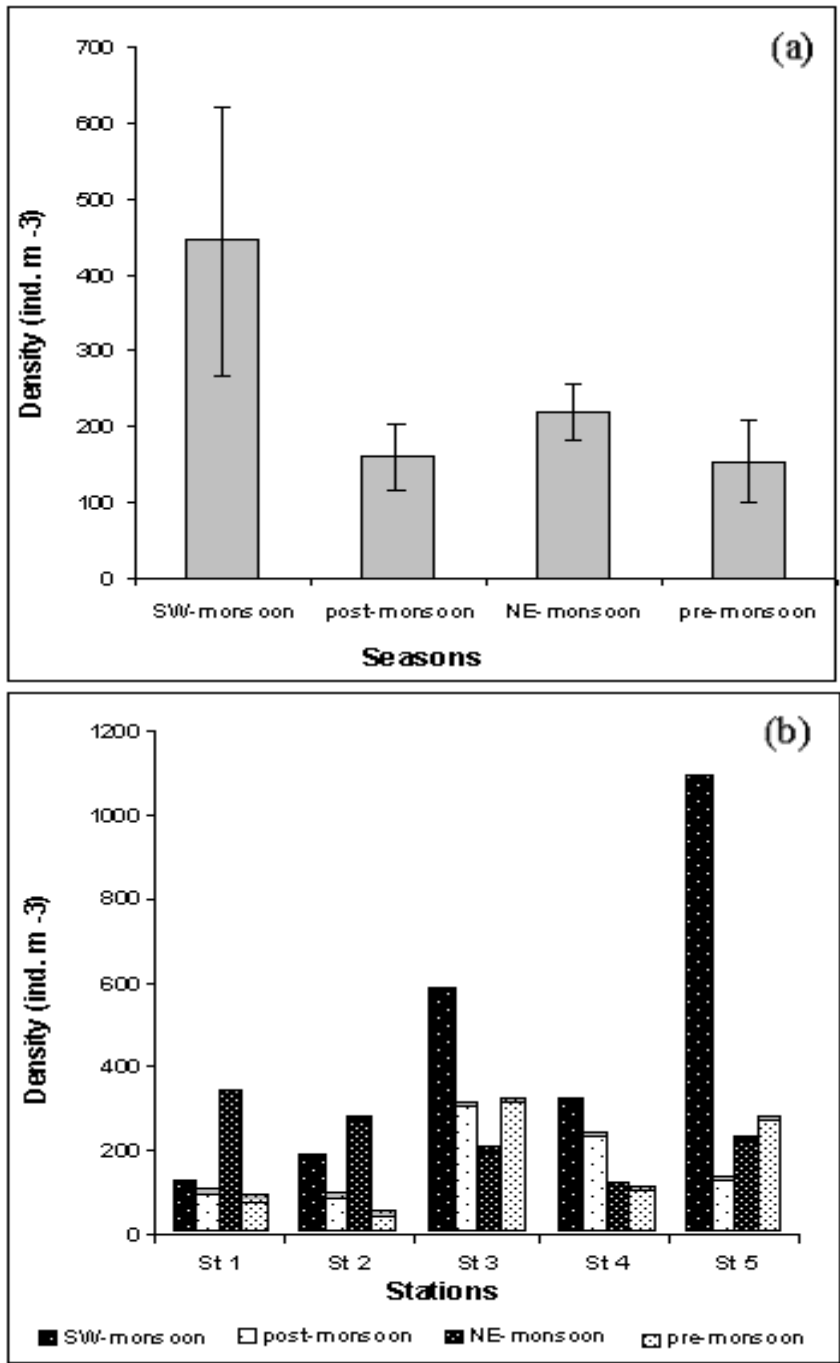 (a)
700
600
500
400
300
200
100
0
Density (ind. m -3)
SW-monsoon post-monsoon NE-monsoon pre-monsoon
Seasons
(b)
1200
1000
800
600
400
200
0
Density (ind. m -3)
St 1 St 2 St 3 St 4 St 5
Stations
SW-monsoon post-monsoon NE-monsoon pre-monsoon